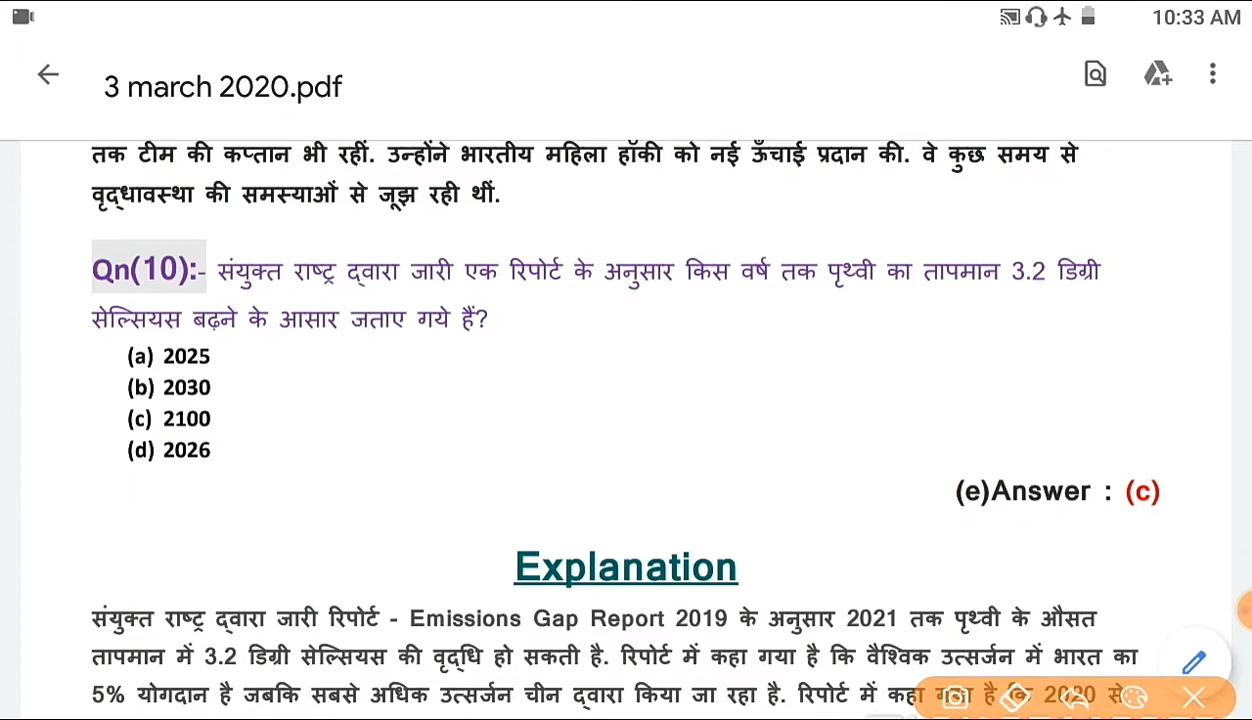 10:33 AM
3 march 2020.pdf
तक टीम की कप्तान भी रहीं. उन्होंने भारतीय महिला हॉकी को नई ऊँचाई प्रदान की. वे कुछ समय से
वृद्धावस्था की समस्याओं से जूझ रही थीं.
Qn(10):- संयुक्त राष्ट्र द्वारा जारी एक रिपोर्ट के अनुसार किस वर्ष तक पृथ्वी का तापमान 3.2 डिग्री
सेल्सियस बढ़ने के आसार जताए गये हैं?
(a) 2025
(b) 2030
(c) 2100
(d) 2026
(e)Answer : (c)
Explanation
संयुक्त राष्ट्र द्वारा जारी रिपोर्ट - Emissions Gap Report 2019 के अनुसार 2021 तक पृथ्वी के औसत
तापमान में 3.2 डिग्री सेल्सियस की वृद्धि हो सकती है. रिपोर्ट में कहा गया है कि वैश्विक उत्सर्जन में भारत का
5% योगदान है जबकि सबसे अधिक उत्सर्जन चीन द्वारा किया जा रहा है. रिपोर्ट में कहा गया है कि 2020 से